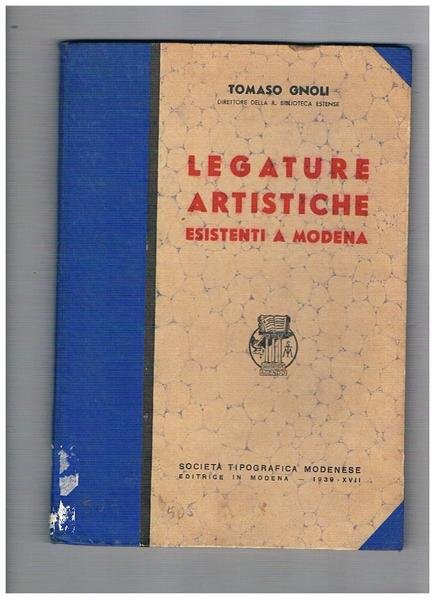 TOMASO GNOLI
DIRETTORE DELLA R. BIBLIOTECA ESTENSE
LEGATURE
ARTISTICHE
ESISTENTI A MODENA
SOCIETÀ TIPOGRAFICA MODENESE
EDITRICE IN MODENA — 1939-XVII
505